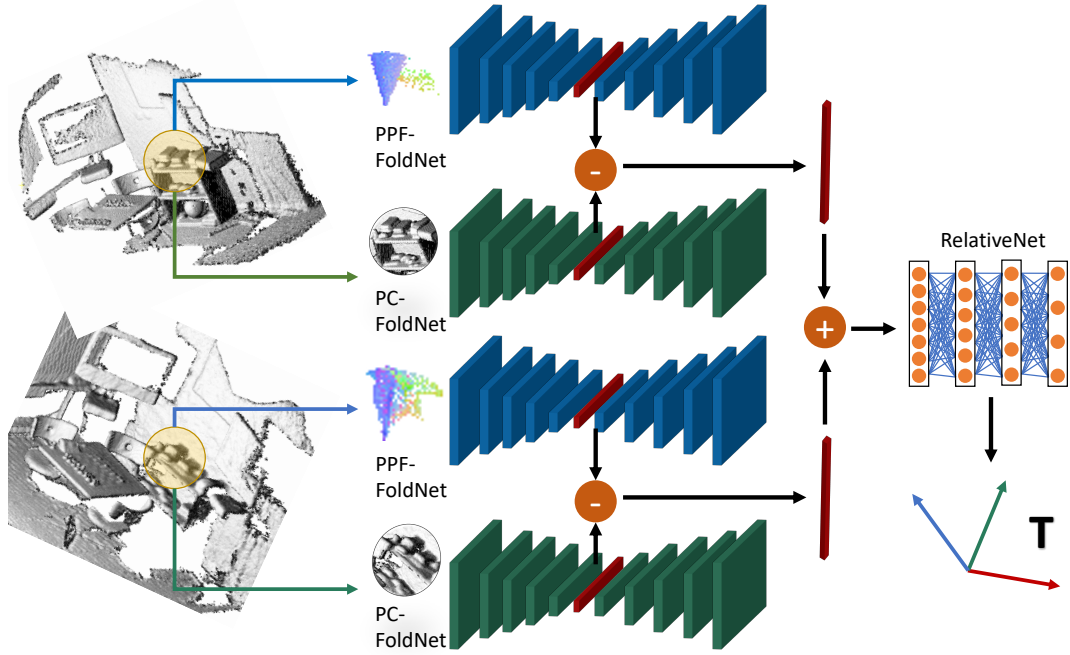 PPF-
FoldNet
-
PC-
FoldNet
RelativeNet
+
PPF-
FoldNet
-
PC-
FoldNet
T